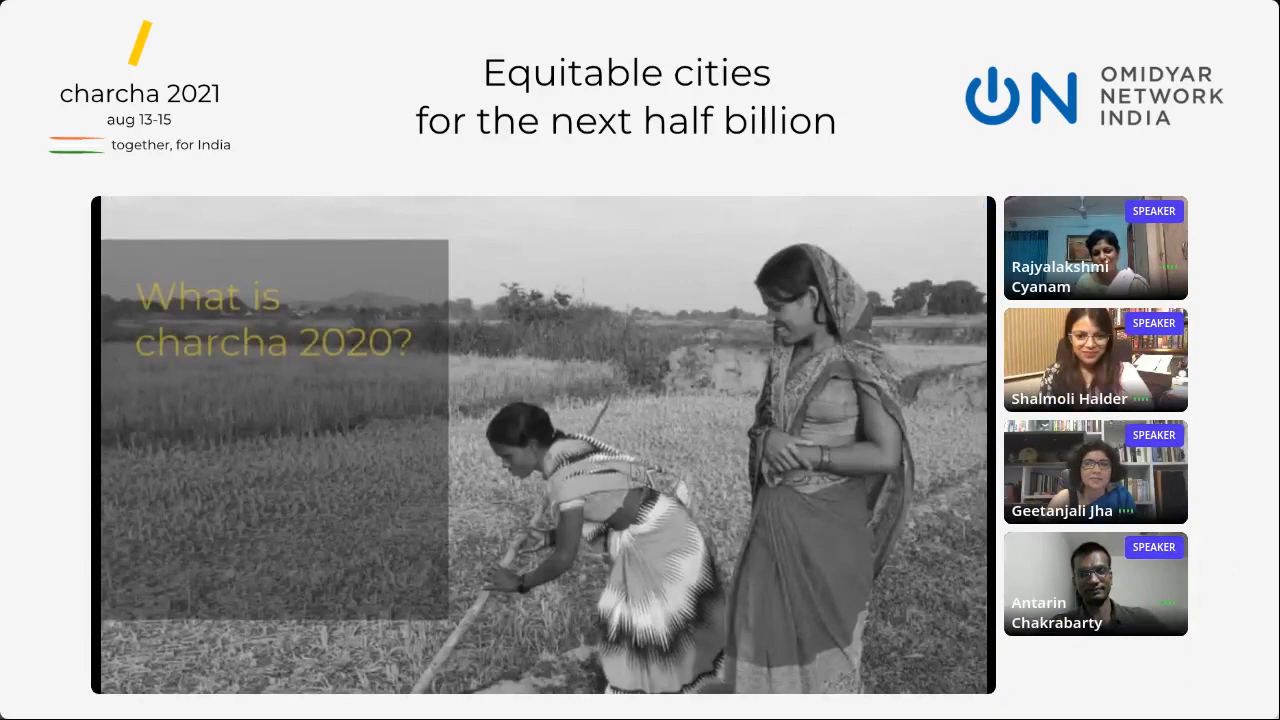 charcha 2021
aug 13-15
together, for India
Equitable cities
for the next half billion
ON
OMIDYAR
NETWORK
INDIA
What is
charcha 2020?
SPEAKER
Rajyalakshmi
Cyanam
SPEAKER
Shalmoli Halder
SPEAKER
Geetanjali Jha
SPEAKER
Antarin
Chakrabarty